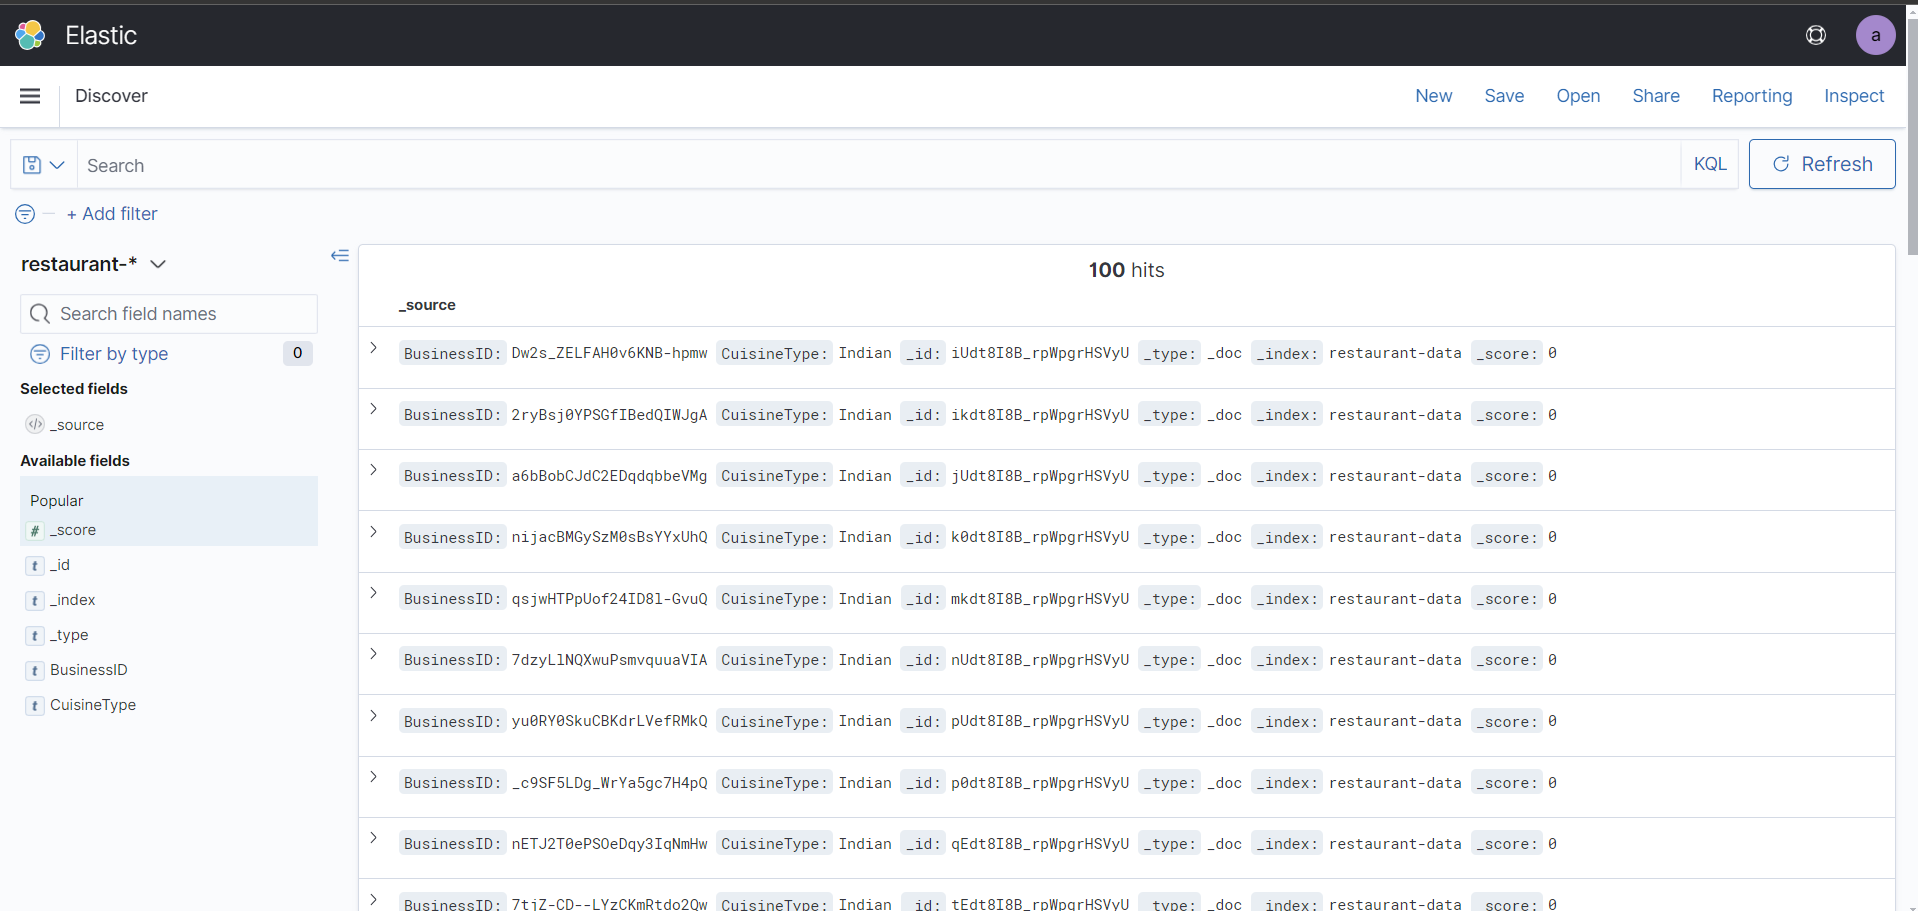 Elastic
a
Discover
New Save Open Share Reporting Inspect
Search
KQL
Refresh
+ Add filter
restaurant-*
Search field names
Filter by type 0
Selected fields
_source
Available fields
Popular
# _score
t _id
t _index
t _type
t BusinessID
t CuisineType
100 hits
_source
BusinessID: Dw2s_ZELFAH0v6KNB-hpmw CuisineType: Indian _id: iUdt8I8B_rpWpgrHSVyU _type: _doc _index: restaurant-data _score: 0
BusinessID: 2ryBsj0YPSGfIBedQIWJgA CuisineType: Indian _id: ikdt8I8B_rpWpgrHSVyU _type: _doc _index: restaurant-data _score: 0
BusinessID: a6bBobCJdC2EDqdqbbeVMg CuisineType: Indian _id: jUdt8I8B_rpWpgrHSVyU _type: _doc _index: restaurant-data _score: 0
BusinessID: nijacBMGySzM0sBsYYxUhQ CuisineType: Indian _id: k0dt8I8B_rpWpgrHSVyU _type: _doc _index: restaurant-data _score: 0
BusinessID: qsjwHTPpUof24ID8l-GvuQ CuisineType: Indian _id: mkdt8I8B_rpWpgrHSVyU _type: _doc _index: restaurant-data _score: 0
BusinessID: 7dzyLlNQXwuPsmvquuaVIA CuisineType: Indian _id: nUdt8I8B_rpWpgrHSVyU _type: _doc _index: restaurant-data _score: 0
BusinessID: yu0RY0SkuCBKdrLVefRMkQ CuisineType: Indian _id: pUdt8I8B_rpWpgrHSVyU _type: _doc _index: restaurant-data _score: 0
BusinessID: _c9SF5LDg_WrYa5gc7H4pQ CuisineType: Indian _id: p0dt8I8B_rpWpgrHSVyU _type: _doc _index: restaurant-data _score: 0
BusinessID: nETJ2T0ePSOeDqy3IqNmHw CuisineType: Indian _id: qEdt8I8B_rpWpgrHSVyU _type: _doc _index: restaurant-data _score: 0
BusinessID: 7tjZ-CD--LYzCKmRtdo2Qw CuisineType: Indian _id: tEdt8I8B_rpWpgrHSVyU _type: _doc _index: restaurant-data _score: 0